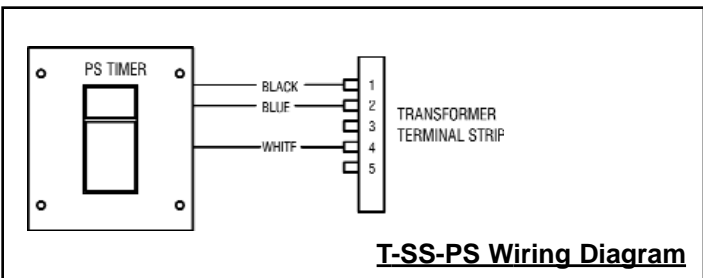 PS TIMER
BLACK
BLUE
WHITF
1
2
3
4
5
TRANSFORMER
TERMINAL STRIP
T-SS-PS Wiring Diagram